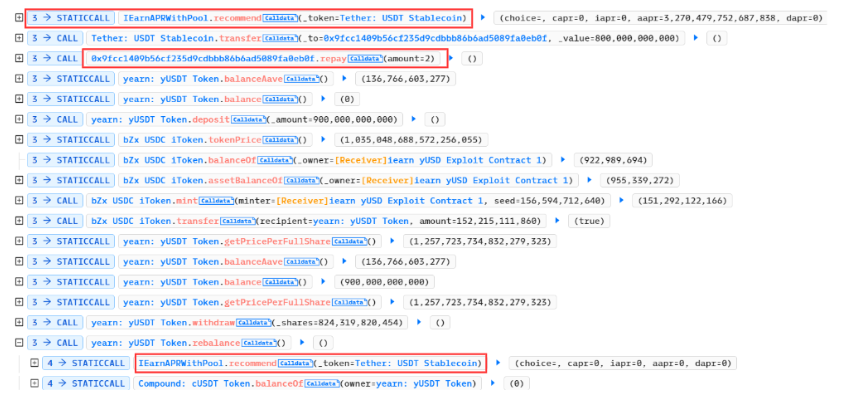 3 → STATICCALL IEarnAPRWithPool.recommend Calldata (_token=Tether: USDT Stablecoin) (choice=, capr=0, iapr=0, aapr=3,270,479,752,687,838, dapr=0)
3 → CALL Tether: USDT Stablecoin.transfer Calldata (_to=0x9fcc1409b56cf235d9cdbbb86b6ad5089fa0eb0f, _value=800,000,000,000) ()
3 → CALL 0x9fcc1409b56cf235d9cdbbb86b6ad5089fa0eb0f.repay Calldata (amount=2) ()
3 → STATICCALL yearn: yUSDT Token.balanceAave Calldata () (136,766,603,277)
3 → STATICCALL yearn: yUSDT Token.balance Calldata () (0)
3 → CALL yearn: yUSDT Token.deposit Calldata (_amount=900,000,000,000) ()
3 → STATICCALL bZx USDC iToken.tokenPrice Calldata () (1,035,048,688,572,256,055)
3 → STATICCALL bZx USDC iToken.balanceOf Calldata (_owner=[Receiver]iearn yUSD Exploit Contract 1) (922,989,694)
3 → STATICCALL bZx USDC iToken.assetBalanceOf Calldata (_owner=[Receiver]iearn yUSD Exploit Contract 1) (955,339,272)
3 → CALL bZx USDC iToken.mint Calldata (minter=[Receiver]iearn yUSD Exploit Contract 1, seed=156,594,712,640) (151,292,122,166)
3 → CALL bZx USDC iToken.transfer Calldata (recipient=yearn: yUSDT Token, amount=152,215,111,860) (true)
3 → STATICCALL yearn: yUSDT Token.getPricePerFullShare Calldata () (1,257,723,734,832,279,323)
3 → STATICCALL yearn: yUSDT Token.balanceAave Calldata () (136,766,603,277)
3 → STATICCALL yearn: yUSDT Token.balance Calldata () (900,000,000,000)
3 → STATICCALL yearn: yUSDT Token.getPricePerFullShare Calldata () (1,257,723,734,832,279,323)
3 → CALL yearn: yUSDT Token.withdraw Calldata (_shares=824,319,820,454) ()
3 → CALL yearn: yUSDT Token.rebalance Calldata () ()
4 → STATICCALL IEarnAPRWithPool.recommend Calldata (_token=Tether: USDT Stablecoin) (choice=, capr=0, iapr=0, aapr=0, dapr=0)
4 → STATICCALL Compound: cUSDT Token.balanceOf Calldata (owner=yearn: yUSDT Token) (0)